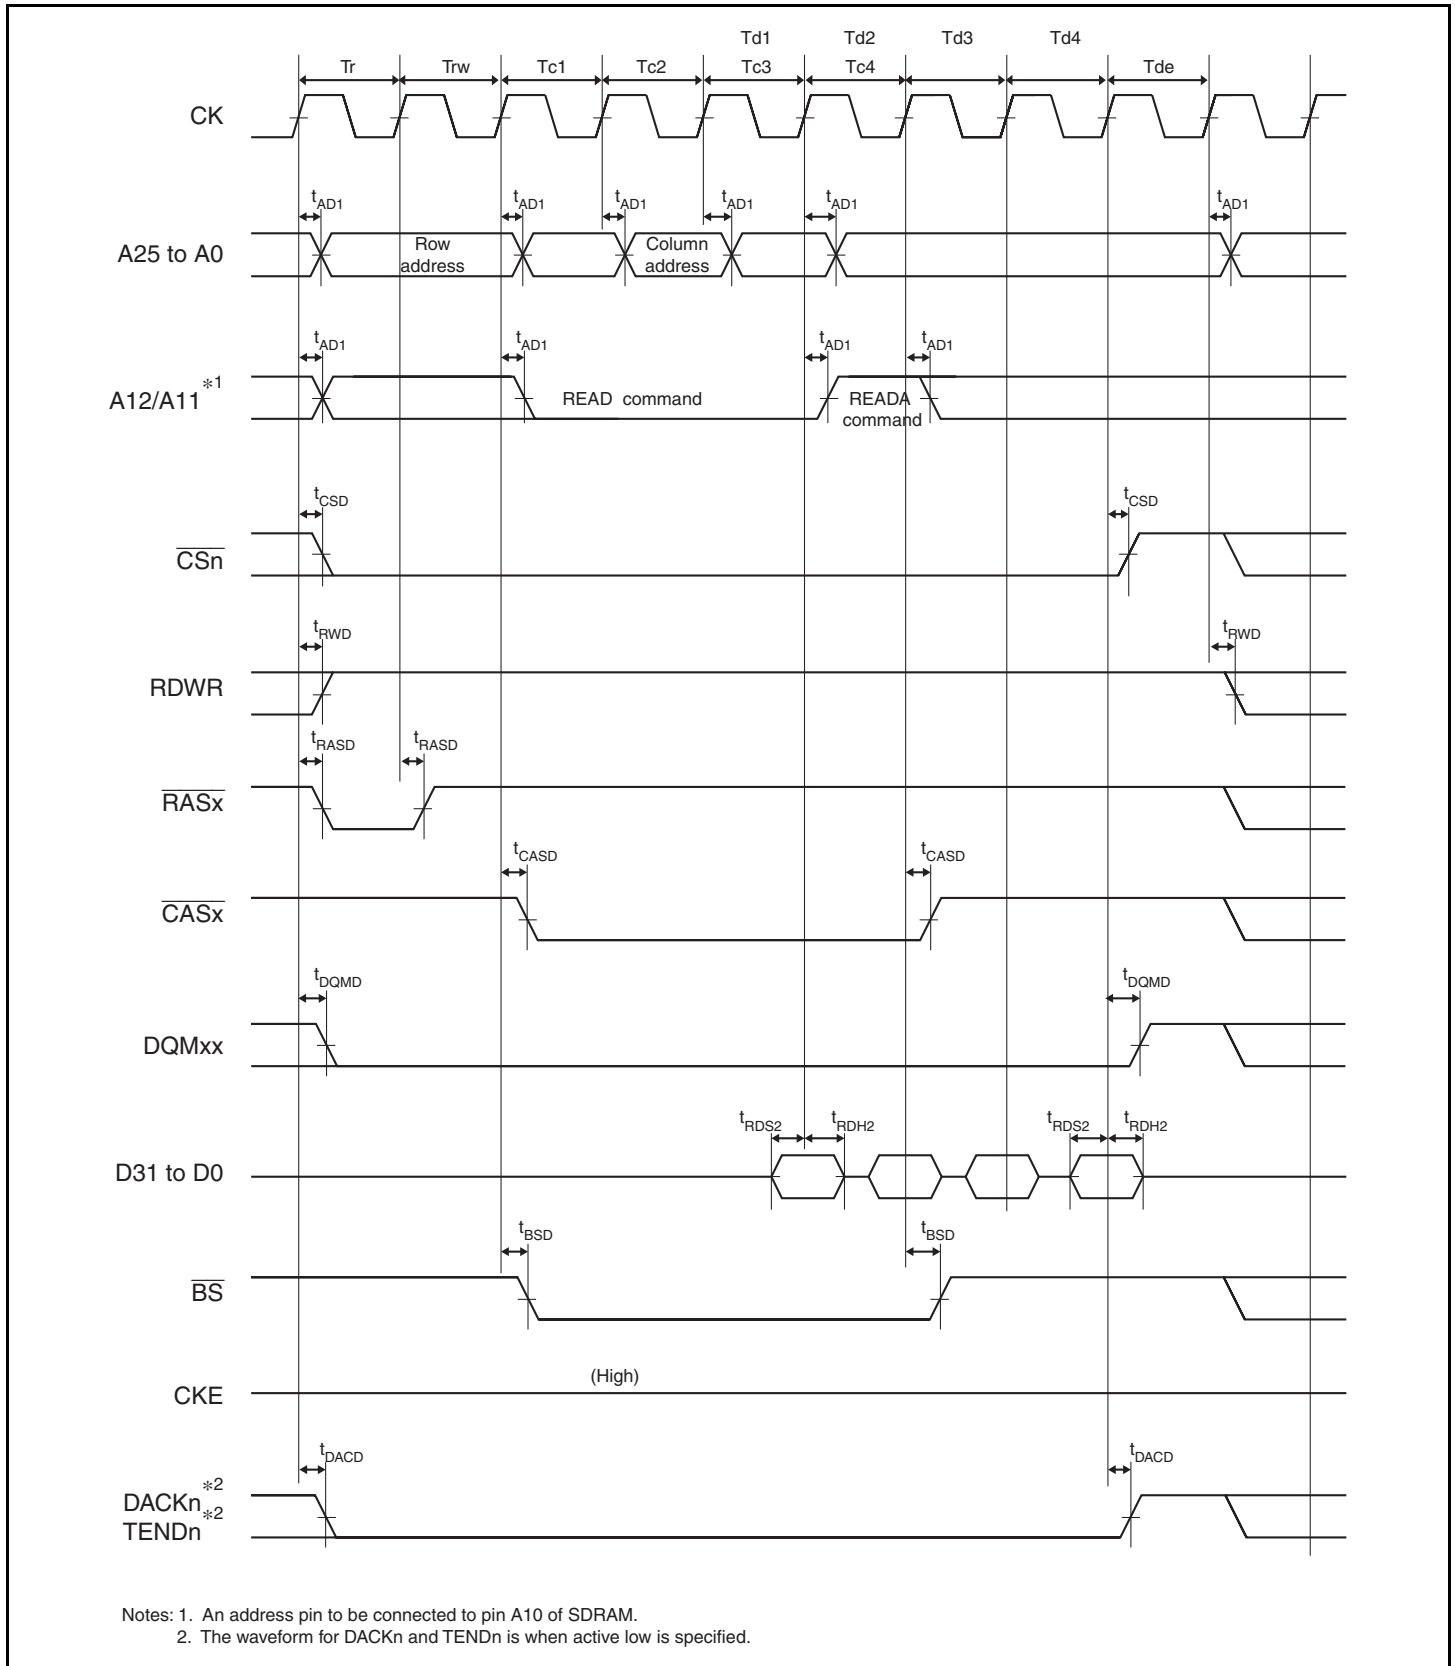 Td1 Td2 Td3 Td4
Tr Trw Tc1 Tc2 Tc3 Tc4 Tde
CK
tAD1 tAD1 tAD1 tAD1 tAD1 tAD1
A25 to A0
Row address
Column address
tAD1 tAD1 tAD1 tAD1
A12/A11 *1
READ command
READA command
tCSD tCSD
CSn
tRWD tRWD
RDWR
tRASD tRASD
RASx
tCASD tCASD
CASx
tDQMD tDQMD
DQMxx
tRDS2 tRDH2 tRDS2 tRDH2
D31 to D0
tBSD tBSD
BS
(High)
CKE
tDACD tDACD
DACKn *2
TENDn *2
Notes: 1. An address pin to be connected to pin A10 of SDRAM.
2. The waveform for DACKn and TENDn is when active low is specified.